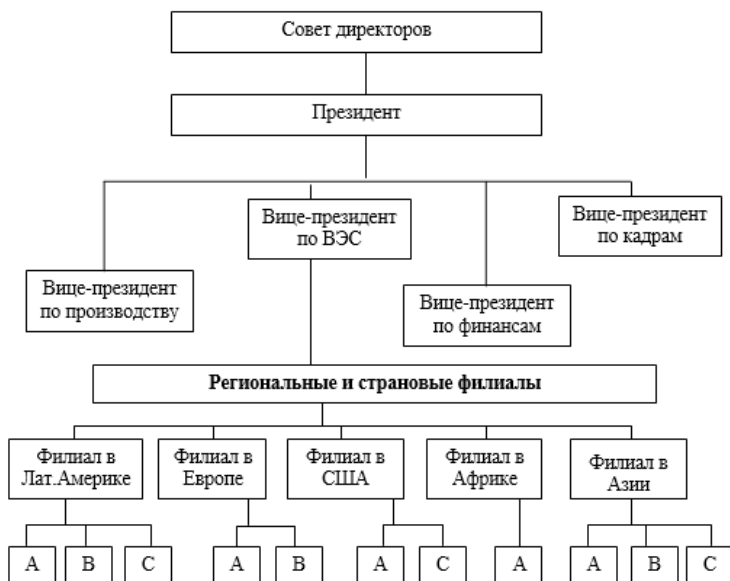 Совет директоров
Президент
Вице-президент
по ВЭС
Вице-президент
по кадрам
Вице-президент
по производству
Вице-президент
по финансам
Региональные и страновые филиалы
Филиал в
Лат.Америке
Филиал в
Европе
Филиал в
США
Филиал в
Африке
Филиал в
Азии
А
В
С
А
В
А
С
А
А
В
С